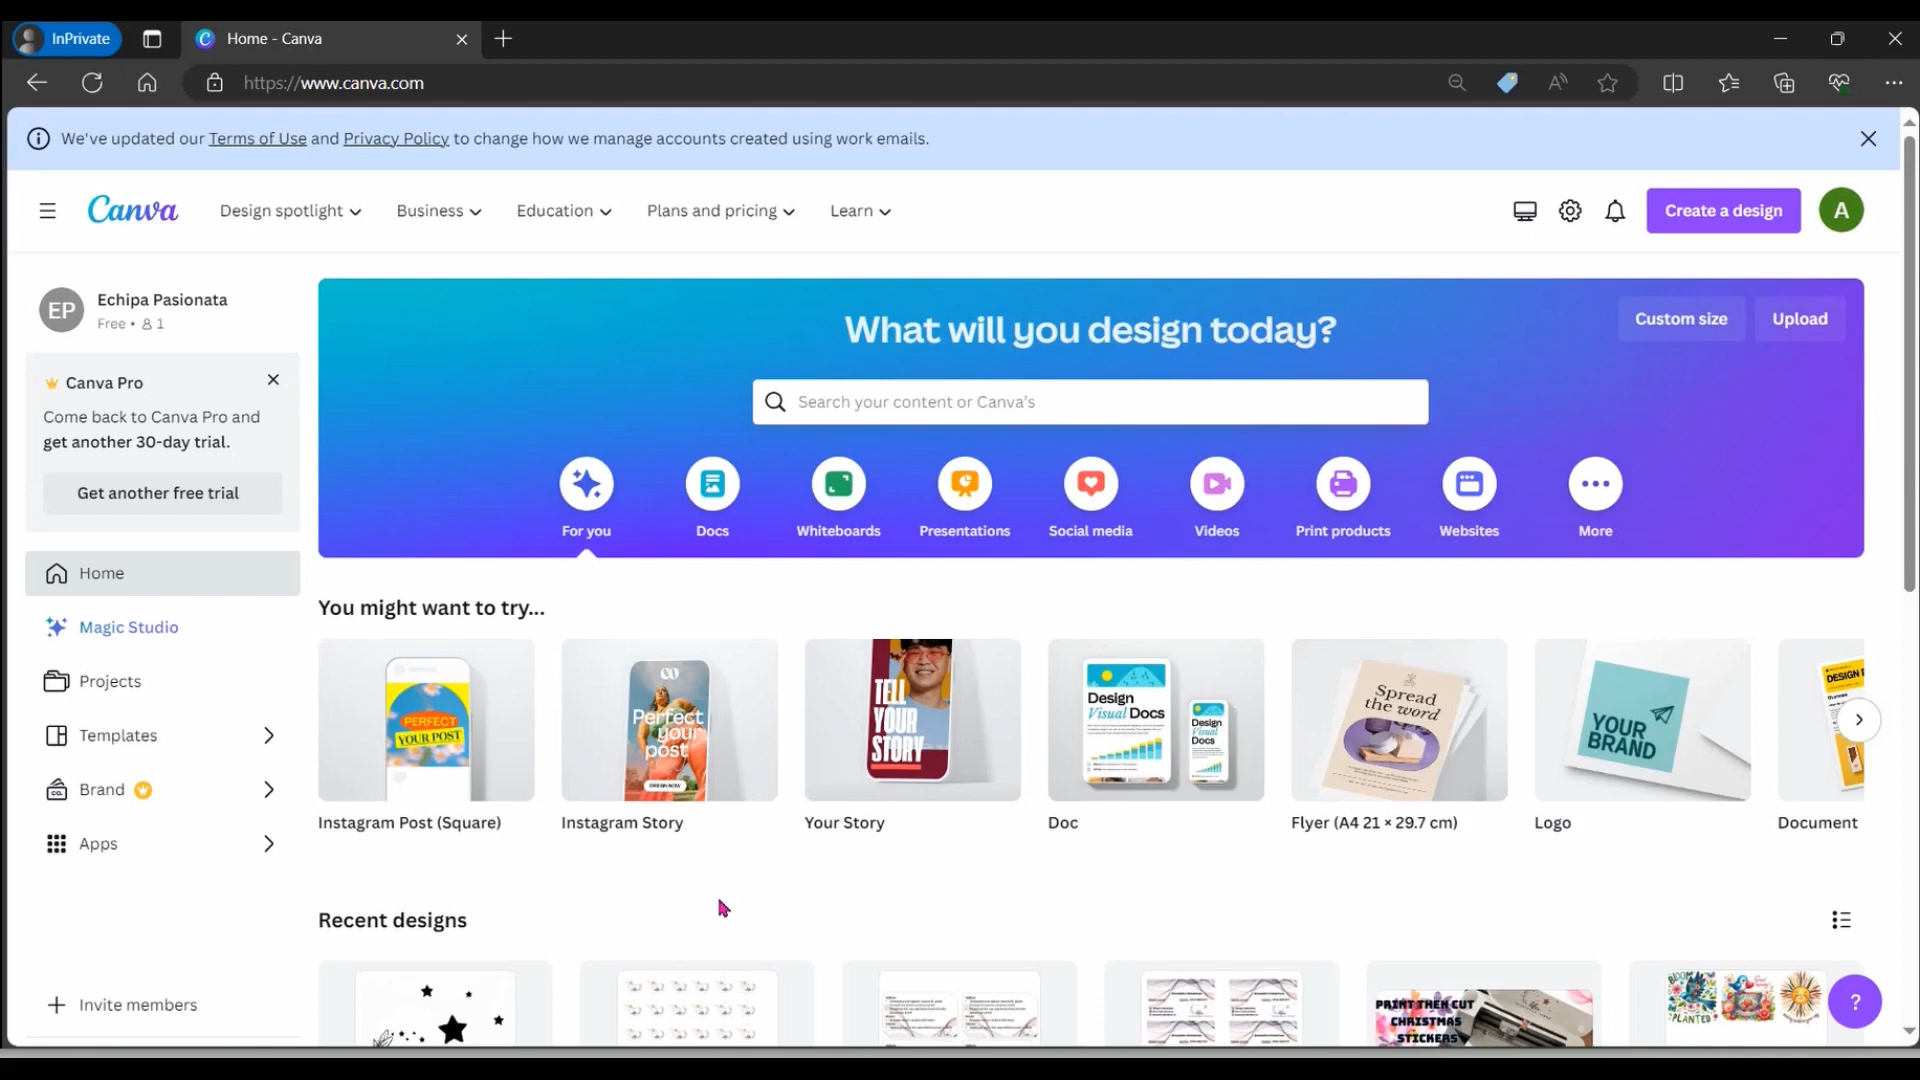 InPrivate
Home - Canva
https://www.canva.com
We've updated our Terms of Use and Privacy Policy to change how we manage accounts created using work emails.
Canva
Design spotlight
Business
Education
Plans and pricing
Learn
Create a design
A
EP
Echipa Pasionata
Free • 1
Canva Pro
Come back to Canva Pro and
get another 30-day trial.
Get another free trial
Home
Magic Studio
Projects
Templates
Brand
Apps
Invite members
What will you design today?
Custom size
Upload
Search your content or Canva's
For you
Docs
Whiteboards
Presentations
Social media
Videos
Print products
Websites
More
You might want to try...
PERFECT
YOUR POST
Perfect
your
post
DESIGN NOW
TELL
YOUR
STORY
Design
Visual Docs
Design
Visual
Docs
Spread
the word
YOUR
BRAND
Instagram Post (Square)
Instagram Story
Your Story
Doc
Flyer (A4 21 × 29.7 cm)
Logo
Document
Recent designs
PRINT THEN CUT
CHRISTMAS
STICKERS
BLOOM
PLANTED
?